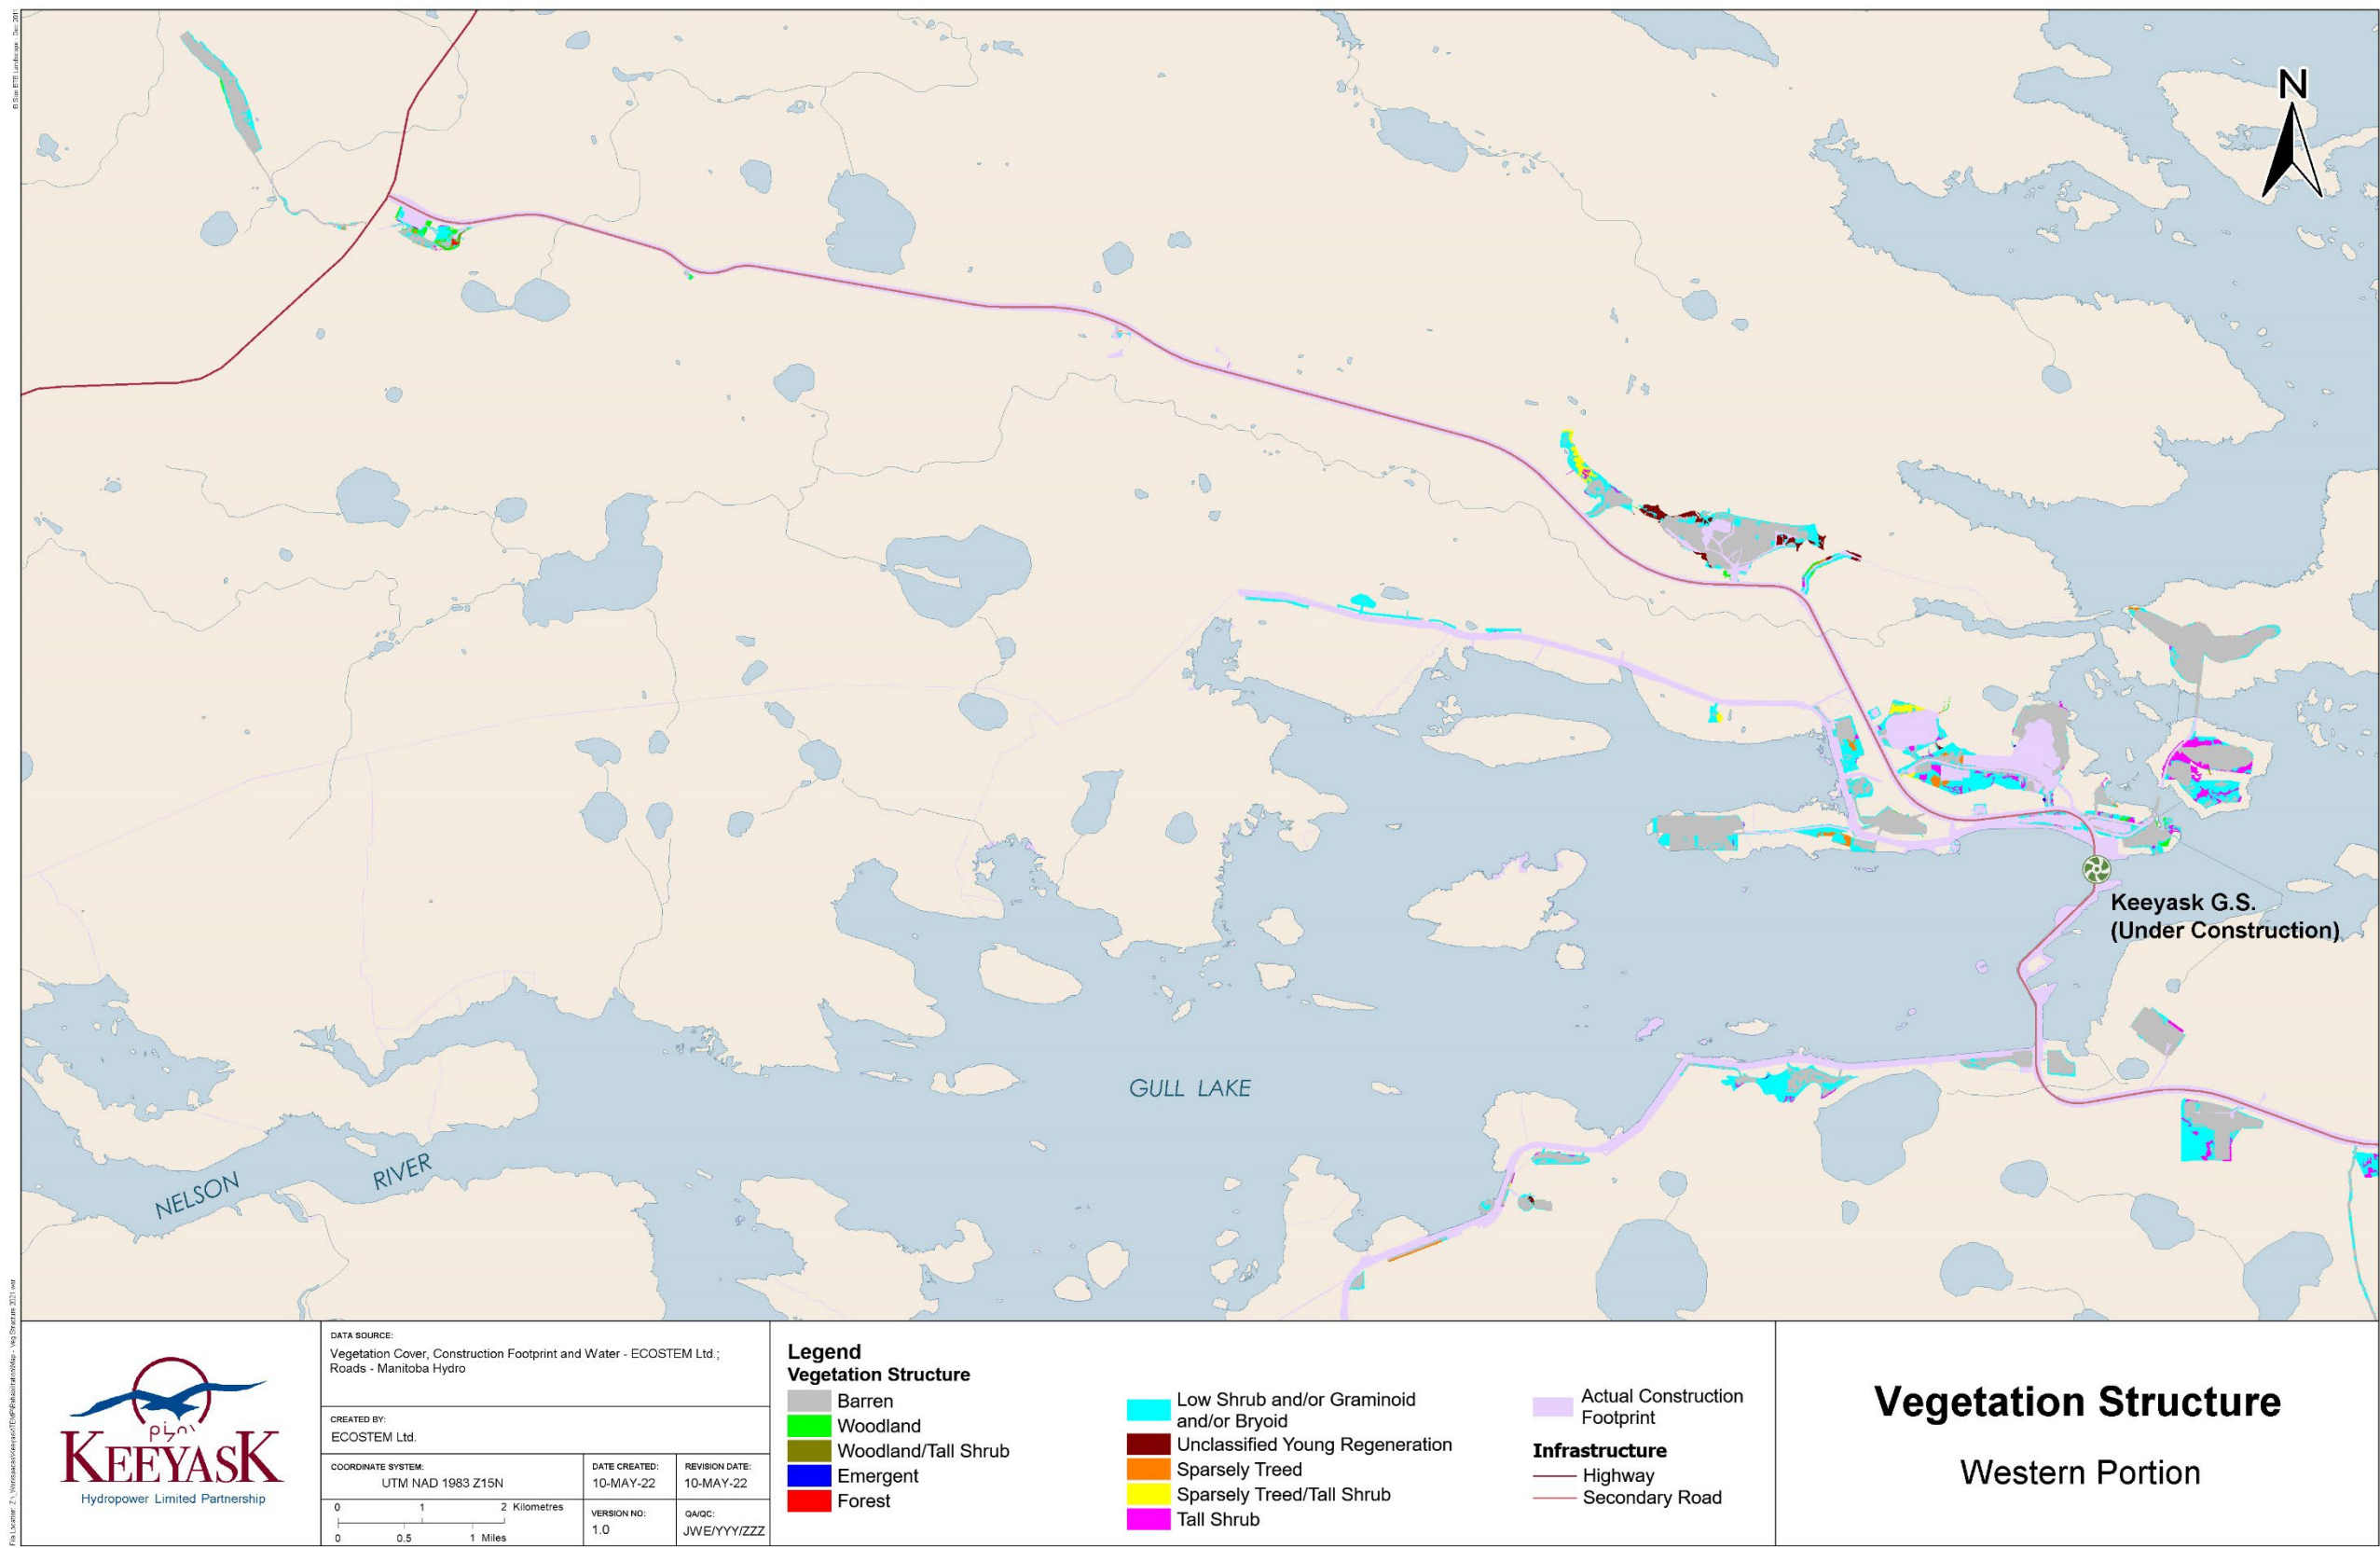 N
Keeyask G.S.
(Under Construction)
GULL LAKE
NELSON RIVER
KEEYASK
Hydropower Limited Partnership
DATA SOURCE:
Vegetation Cover, Construction Footprint and Water - ECOSTEM Ltd.;
Roads - Manitoba Hydro
CREATED BY:
ECOSTEM Ltd.
COORDINATE SYSTEM:
UTM NAD 1983 Z15N
DATE CREATED:
10-MAY-22
REVISION DATE:
10-MAY-22
0 1 2 Kilometres
0 0.5 1 Miles
VERSION NO:
1.0
QA/QC:
JWE/YYY/ZZZ
Legend
Vegetation Structure
Barren
Woodland
Woodland/Tall Shrub
Emergent
Forest
Low Shrub and/or Graminoid
and/or Bryoid
Unclassified Young Regeneration
Sparsely Treed
Sparsely Treed/Tall Shrub
Tall Shrub
Actual Construction
Footprint
Infrastructure
Highway
Secondary Road
Vegetation Structure
Western Portion